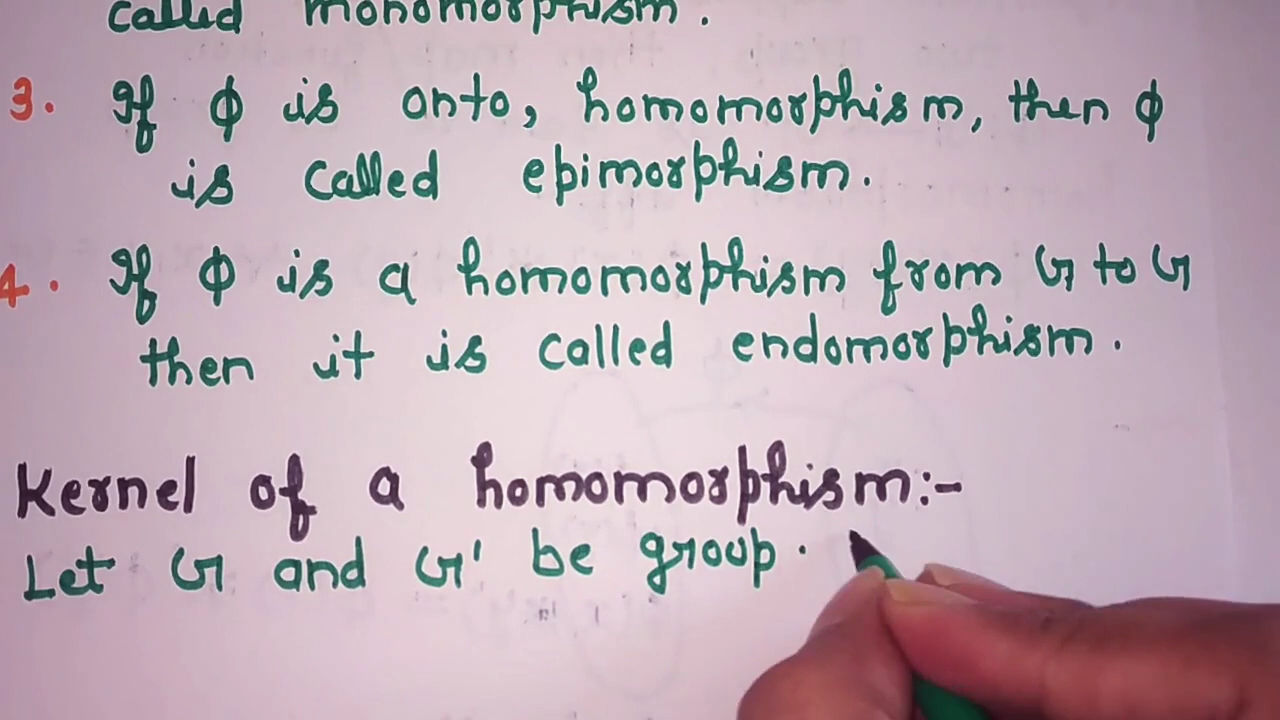 called monomorphism.
3. If ϕ is onto, homomorphism, then ϕ
is called epimorphism.
4. If ϕ is a homomorphism from G to G
then it is called endomorphism.
Kernel of a homomorphism:-
Let G and G' be group.